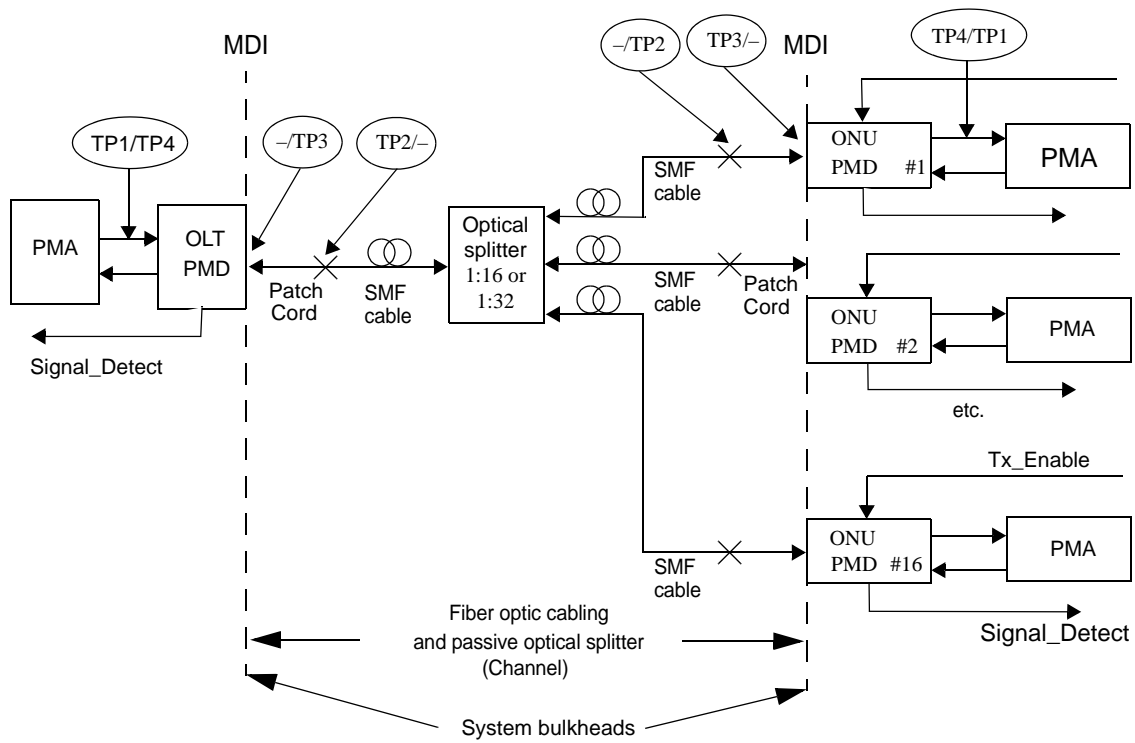 MDI
–/TP2
TP3/–
MDI
TP4/TP1
TP1/TP4
–/TP3
TP2/–
ONU
PMD #1
PMA
SMF
cable
PMA
OLT
PMD
Optical
splitter
1:16 or
1:32
Patch
Cord
SMF
cable
SMF
cable
Patch
Cord
Signal_Detect
ONU
PMD #2
PMA
etc.
Tx_Enable
ONU
PMD #16
PMA
SMF
cable
Signal_Detect
Fiber optic cabling
and passive optical splitter
(Channel)
System bulkheads